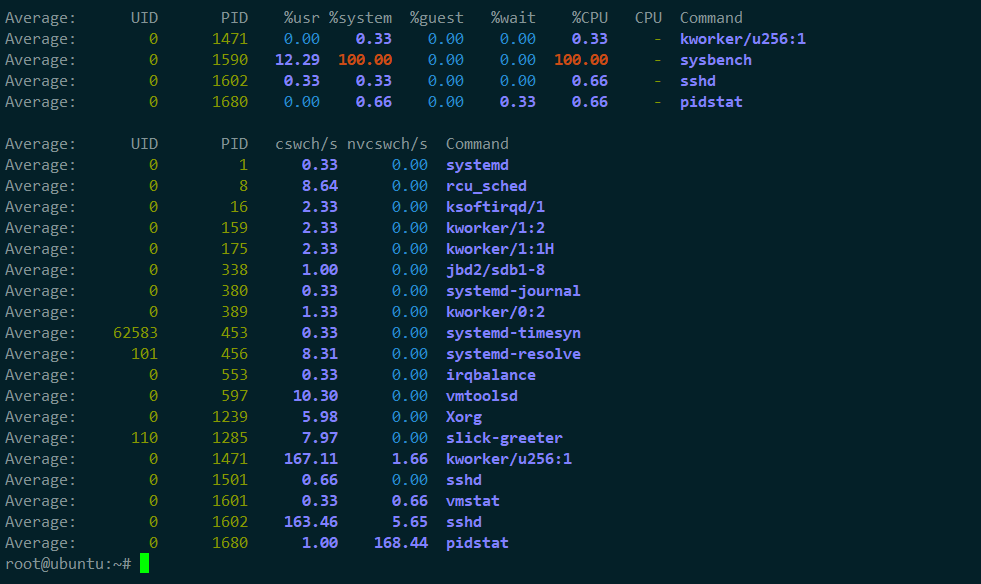 Average: UID PID %usr %system %guest %wait %CPU CPU Command
Average: 0 1471 0.00 0.33 0.00 0.00 0.33 - kworker/u256:1
Average: 0 1590 12.29 100.00 0.00 0.00 100.00 - sysbench
Average: 0 1602 0.33 0.33 0.00 0.00 0.66 - sshd
Average: 0 1680 0.00 0.66 0.00 0.33 0.66 - pidstat
Average: UID PID cswch/s nvcswch/s Command
Average: 0 1 0.33 0.00 systemd
Average: 0 8 8.64 0.00 rcu_sched
Average: 0 16 2.33 0.00 ksoftirqd/1
Average: 0 159 2.33 0.00 kworker/1:2
Average: 0 175 2.33 0.00 kworker/1:1H
Average: 0 338 1.00 0.00 jbd2/sdb1-8
Average: 0 380 0.33 0.00 systemd-journal
Average: 0 389 1.33 0.00 kworker/0:2
Average: 62583 453 0.33 0.00 systemd-timesyn
Average: 101 456 8.31 0.00 systemd-resolve
Average: 0 553 0.33 0.00 irqbalance
Average: 0 597 10.30 0.00 vmtoolsd
Average: 0 1239 5.98 0.00 Xorg
Average: 110 1285 7.97 0.00 slick-greeter
Average: 0 1471 167.11 1.66 kworker/u256:1
Average: 0 1501 0.66 0.00 sshd
Average: 0 1601 0.33 0.66 vmstat
Average: 0 1602 163.46 5.65 sshd
Average: 0 1680 1.00 168.44 pidstat
root@ubuntu:~#